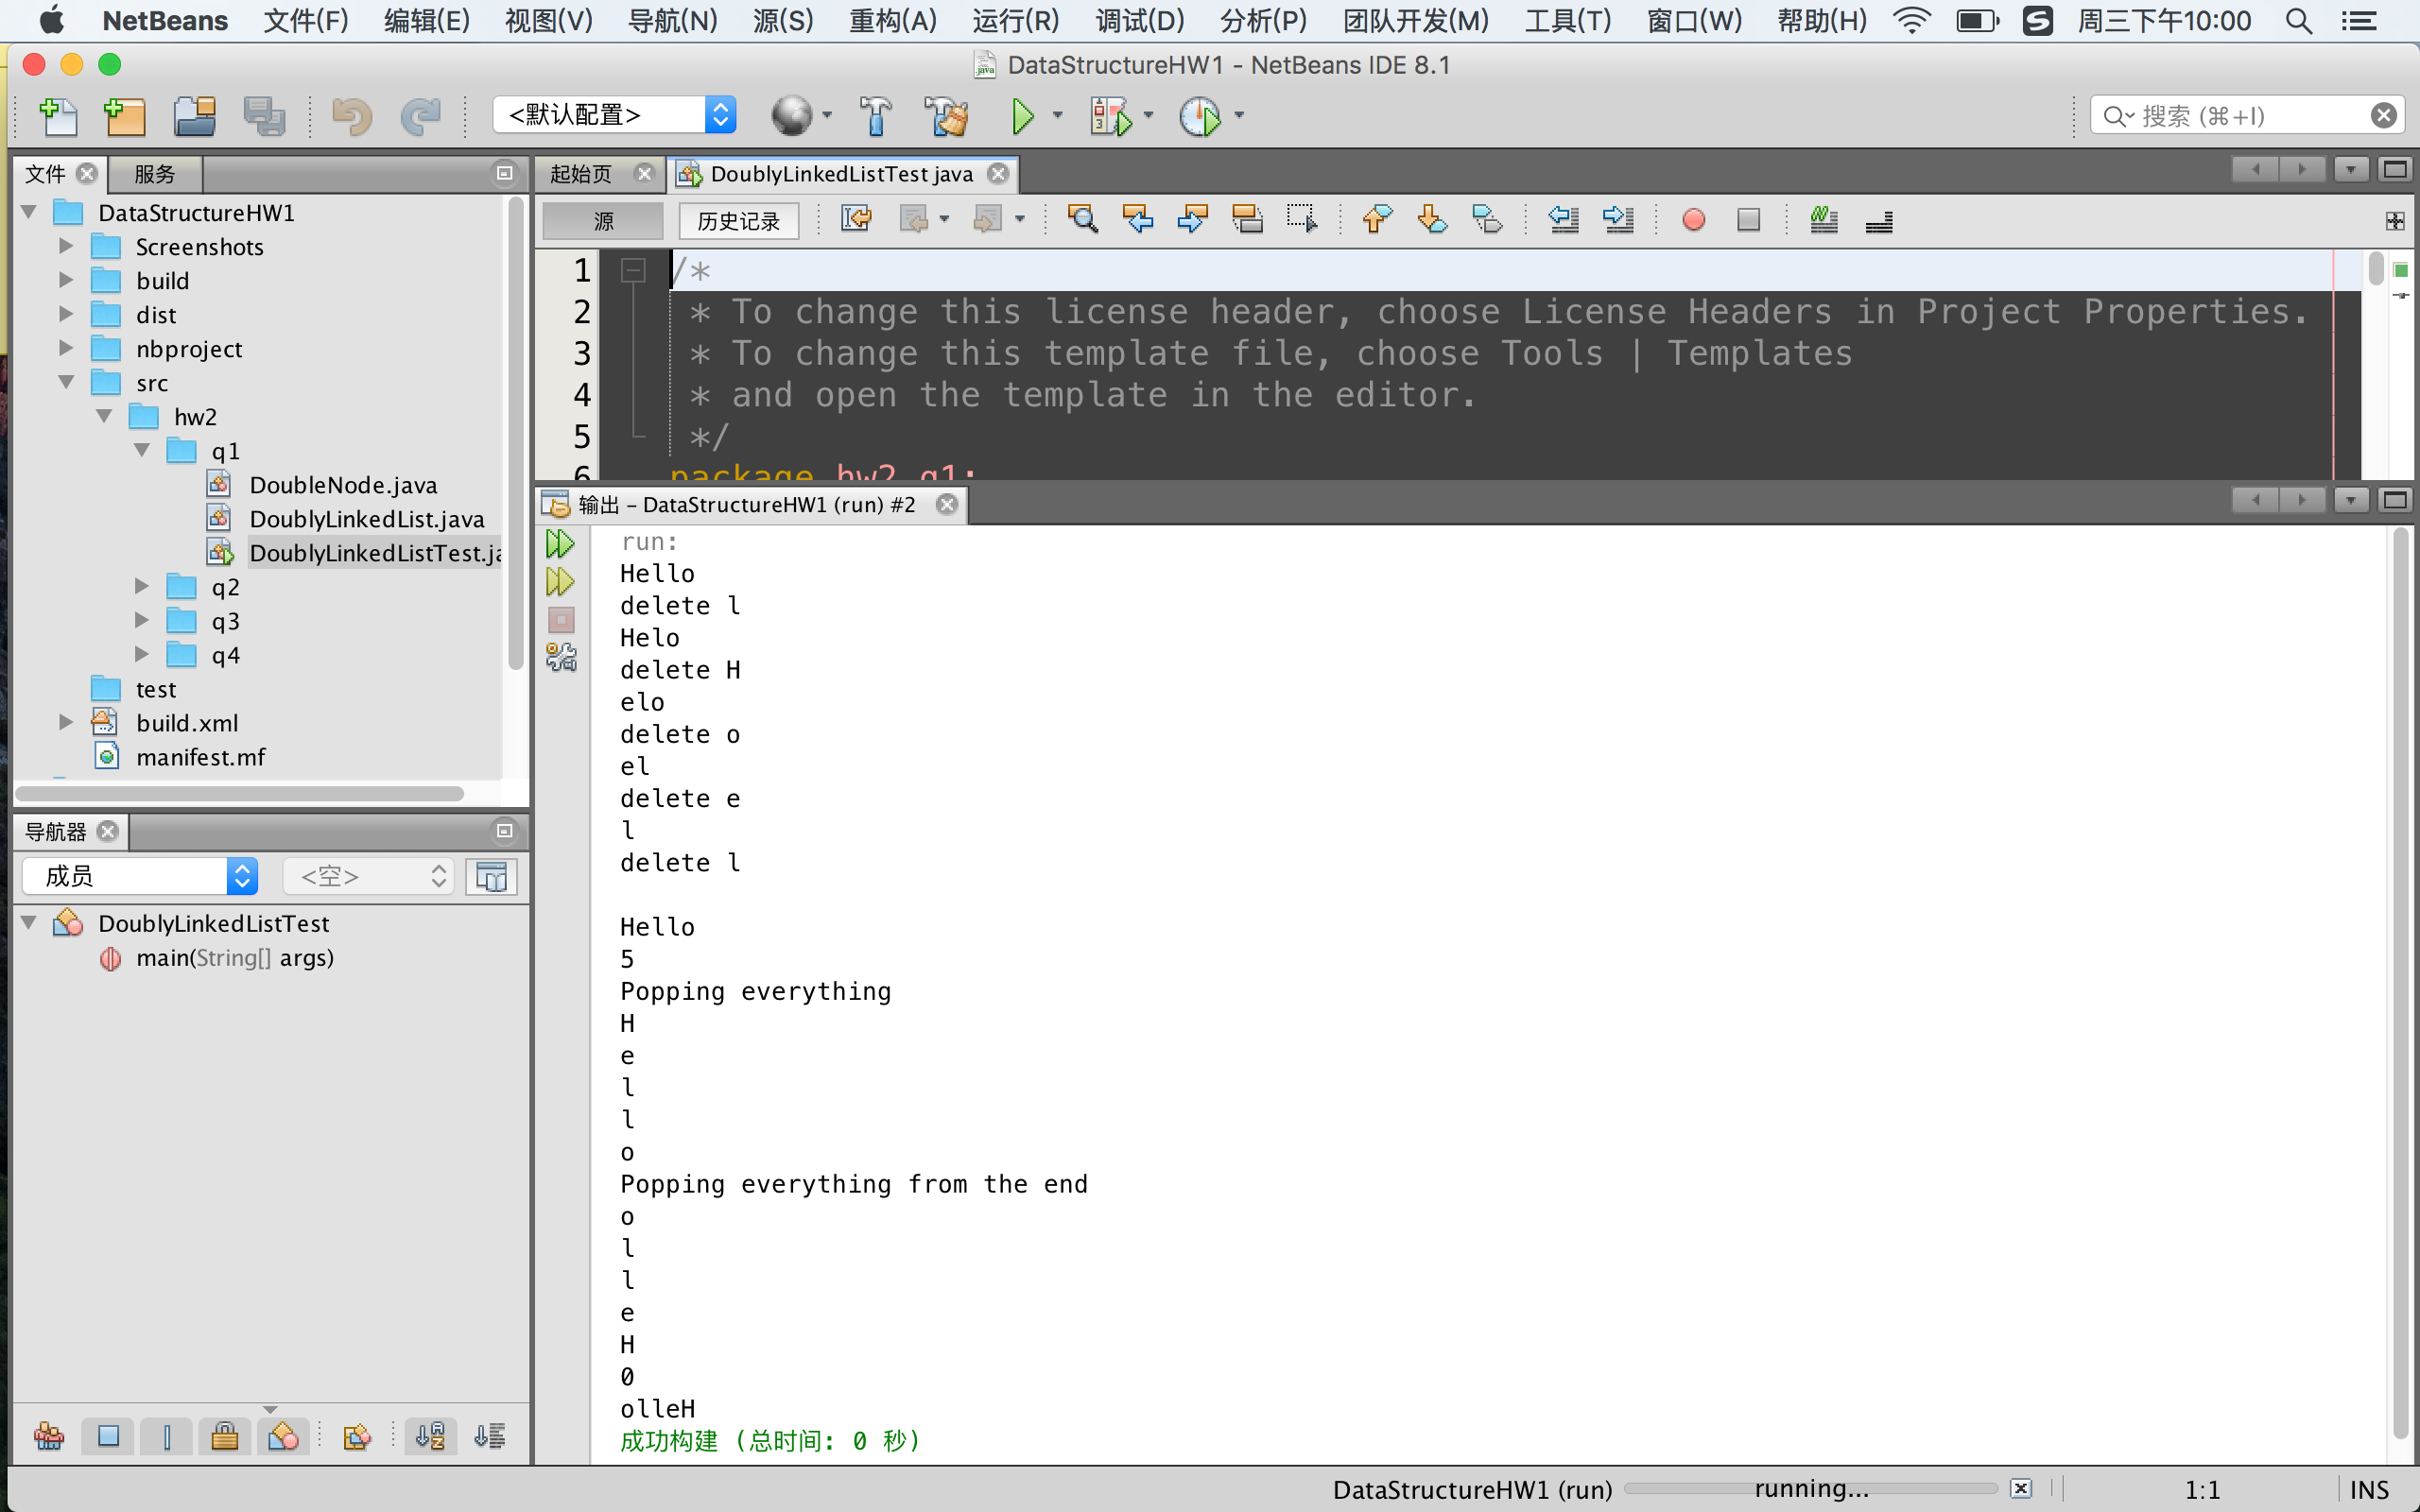 NetBeans 文件(F) 编辑(E) 视图(V) 导航(N) 源(S) 重构(A) 运行(R) 调试(D) 分析(P) 团队开发(M) 工具(T) 窗口(W) 帮助(H) 周三下午10:00
DataStructureHW1 - NetBeans IDE 8.1
<默认配置>
搜索 (⌘+I)
文件 服务
DataStructureHW1
Screenshots
build
dist
nbproject
src
hw2
q1
DoubleNode.java
DoublyLinkedList.java
DoublyLinkedListTest.ja
q2
q3
q4
test
build.xml
manifest.mf
导航器
成员 <空>
DoublyLinkedListTest
main(String[] args)
起始页 DoublyLinkedListTest.java
源 历史记录
1 /*
2 * To change this license header, choose License Headers in Project Properties.
3 * To change this template file, choose Tools | Templates
4 * and open the template in the editor.
5 */
6 package hw2.q1;
输出 – DataStructureHW1 (run) #2
run:
Hello
delete l
Helo
delete H
elo
delete o
el
delete e
l
delete l
Hello
5
Popping everything
H
e
l
l
o
Popping everything from the end
o
l
l
e
H
0
olleH
成功构建 (总时间: 0 秒)
DataStructureHW1 (run) running... 1:1 INS